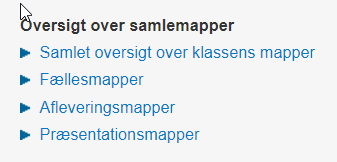 Oversigt over samlemapper
Samlet oversigt over klassens mapper
Fællesmapper
Afleveringsmapper
Præsentationsmapper